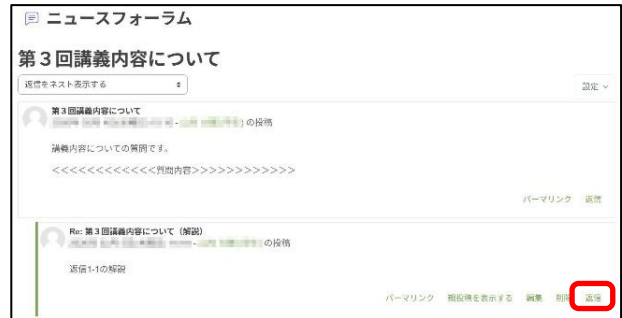 ニュースフォーラム
第３回講義内容について
返信をネスト表示する
設定
第３回講義内容について
の投稿
講義内容についての質問です。
<<<<<<<<<<<<質問内容>>>>>>>>>>>>
パーマリンク 返信
Re: 第３回講義内容について（解説）
の投稿
返信1-1の解説
パーマリンク 親投稿を表示する 編集 削除 返信